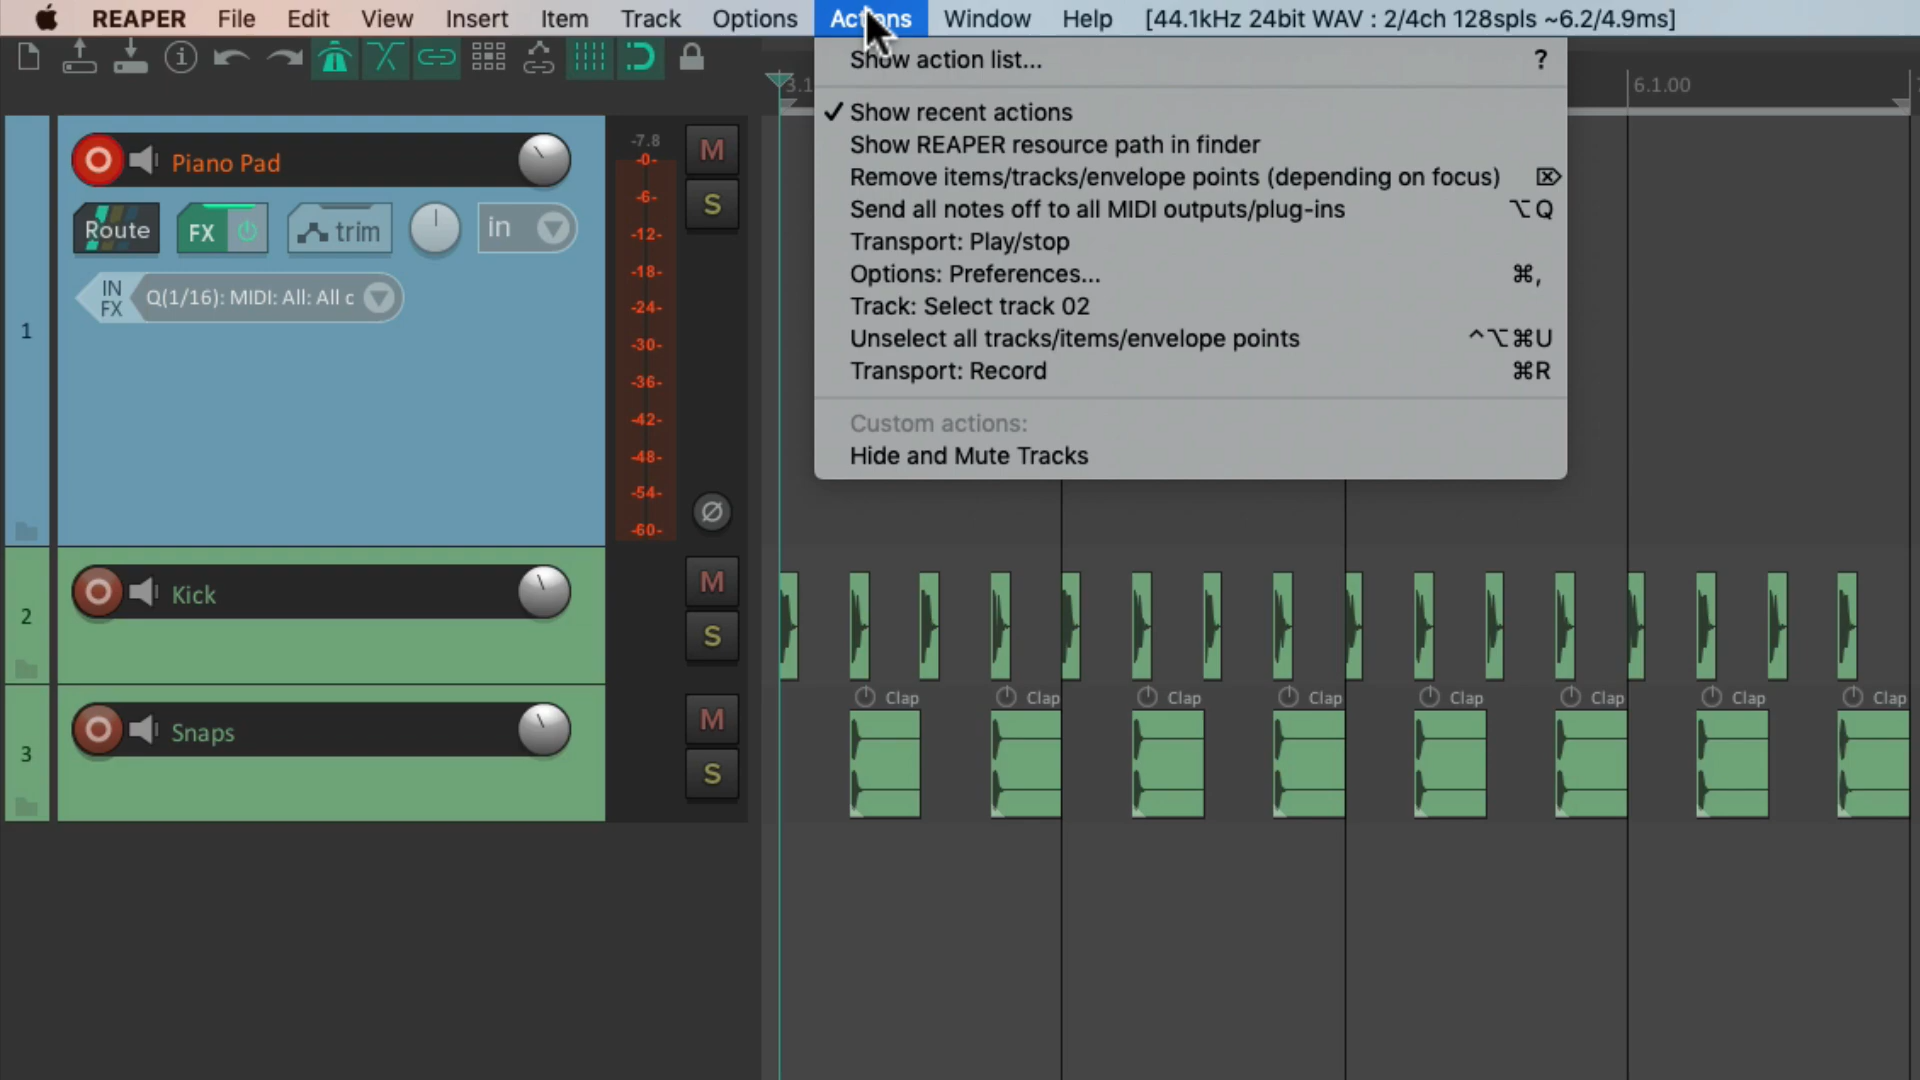 REAPER File Edit View Insert Item Track Options Actions Window Help [44.1kHz 24bit WAV : 2/4ch 128spls ~6.2/4.9ms]
Show action list... ?
3.1
6.1.00
✓ Show recent actions
Show REAPER resource path in finder
Remove items/tracks/envelope points (depending on focus) ⌦
Send all notes off to all MIDI outputs/plug-ins ⌥Q
Transport: Play/stop
Options: Preferences... ⌘,
Track: Select track 02
Unselect all tracks/items/envelope points ^⌥⌘U
Transport: Record ⌘R
Custom actions:
Hide and Mute Tracks
1
Piano Pad
Route FX trim in
IN FX Q(1/16): MIDI: All: All c
-7.8
-0-
-6-
-12-
-18-
-24-
-30-
-36-
-42-
-48-
-54-
-60-
M
S
Ø
2
Kick
M
S
3
Snaps
M
S
Clap Clap Clap Clap Clap Clap Clap Clap